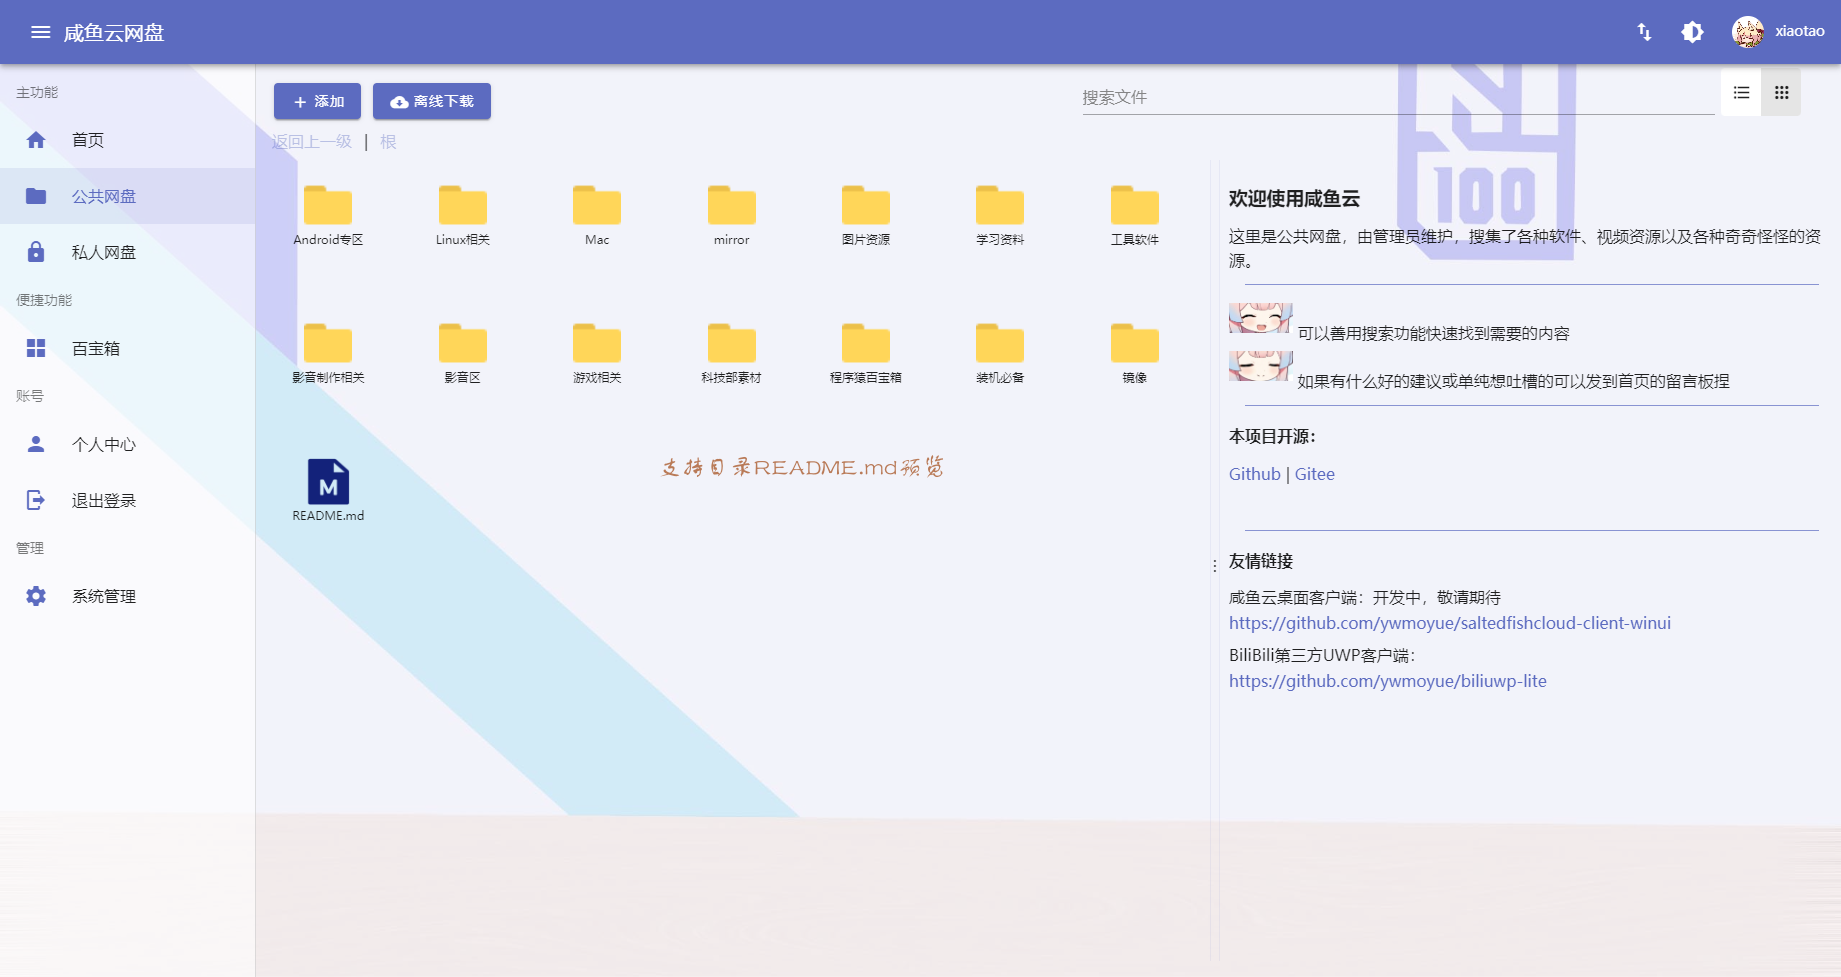 咸鱼云网盘
xiaotao
主功能
首页
公共网盘
私人网盘
便捷功能
百宝箱
账号
个人中心
退出登录
管理
系统管理
添加
离线下载
搜索文件
返回上一级 | 根
Android专区
Linux相关
Mac
mirror
图片资源
学习资料
工具软件
影音制作相关
影音区
游戏相关
科技部素材
程序猿百宝箱
装机必备
镜像
M
README.md
支持目录README.md预览
100
欢迎使用咸鱼云
这里是公共网盘，由管理员维护，搜集了各种软件、视频资源以及各种奇奇怪怪的资
源。
可以善用搜索功能快速找到需要的内容
如果有什么好的建议或单纯想吐槽的可以发到首页的留言板捏
本项目开源：
Github | Gitee
友情链接
咸鱼云桌面客户端：开发中，敬请期待
https://github.com/ywmoyue/saltedfishcloud-client-winui
BiliBili第三方UWP客户端：
https://github.com/ywmoyue/biliuwp-lite